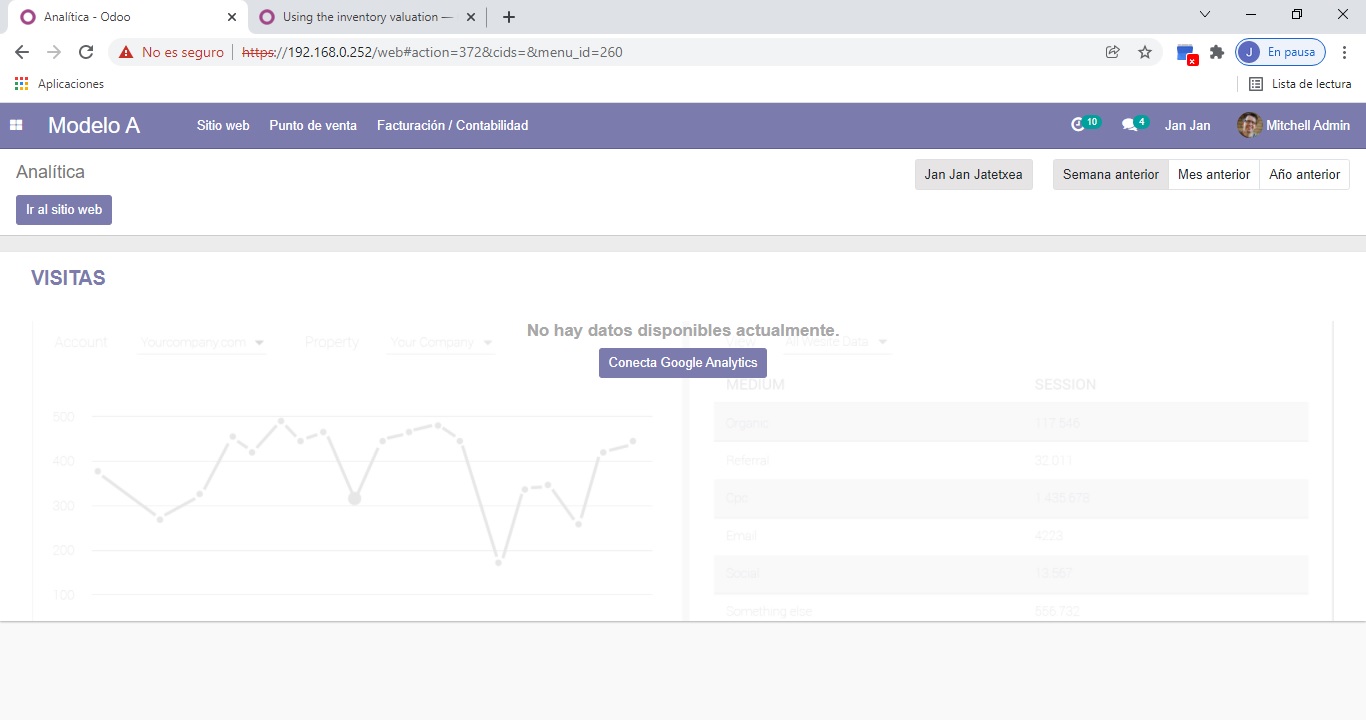 Analítica - Odoo
Using the inventory valuation —
No es seguro
https://192.168.0.252/web#action=372&cids=&menu_id=260
J En pausa
Aplicaciones
Lista de lectura
Modelo A
Sitio web
Punto de venta
Facturación / Contabilidad
10
4
Jan Jan
Mitchell Admin
Analítica
Jan Jan Jatetxea
Semana anterior
Mes anterior
Año anterior
Ir al sitio web
VISITAS
No hay datos disponibles actualmente.
Account
Yourcompany.com
Property
Your Company
View
All Wesite Data
Conecta Google Analytics
MEDIUM
SESSION
500
400
300
200
100
Organic
117.546
Referral
32.011
Cpc
1.435.678
Email
4223
Social
13.567
Something else
556.732